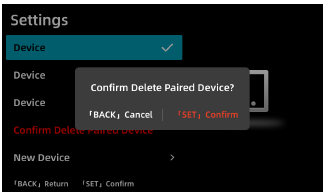 Settings
Device
Device
Device
Confirm Delete Paired Device
New Device
「BACK」 Return 「SET」 Confirm
Confirm Delete Paired Device?
「BACK」 Cancel 「SET」 Confirm